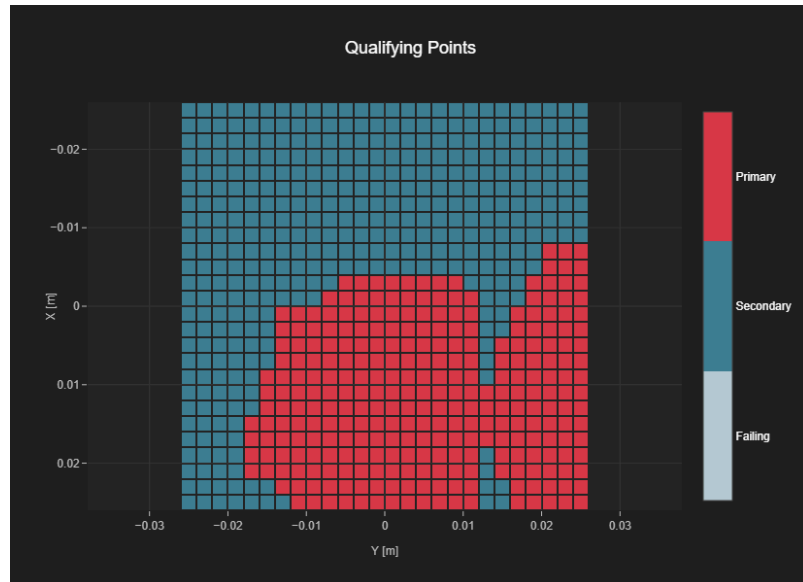 Qualifying Points
−0.02
−0.01
0
0.01
0.02
X [m]
−0.03
−0.02
−0.01
0
0.01
0.02
0.03
Y [m]
Primary
Secondary
Failing